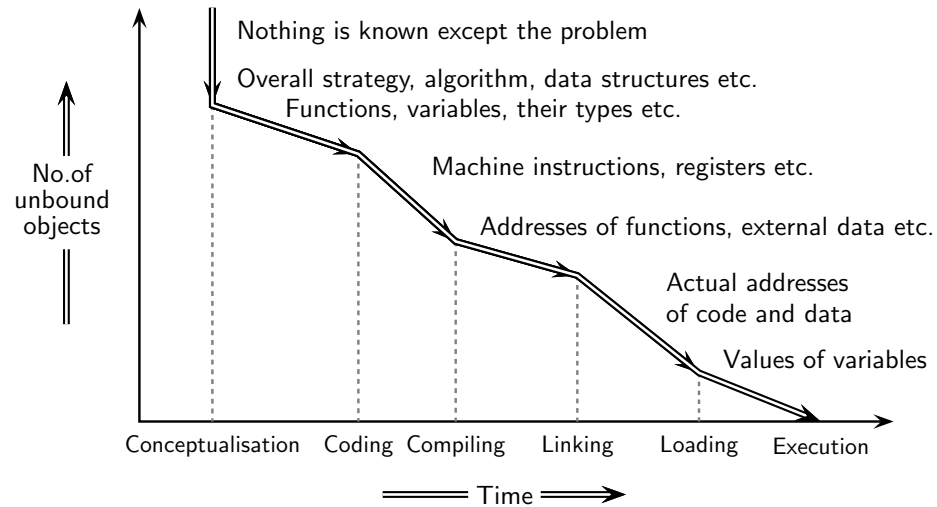 Nothing is known except the problem
Overall strategy, algorithm, data structures etc.
Functions, variables, their types etc.
Machine instructions, registers etc.
No.of
unbound
objects
Addresses of functions, external data etc.
Actual addresses
of code and data
Values of variables
Conceptualisation Coding Compiling Linking Loading Execution
Time